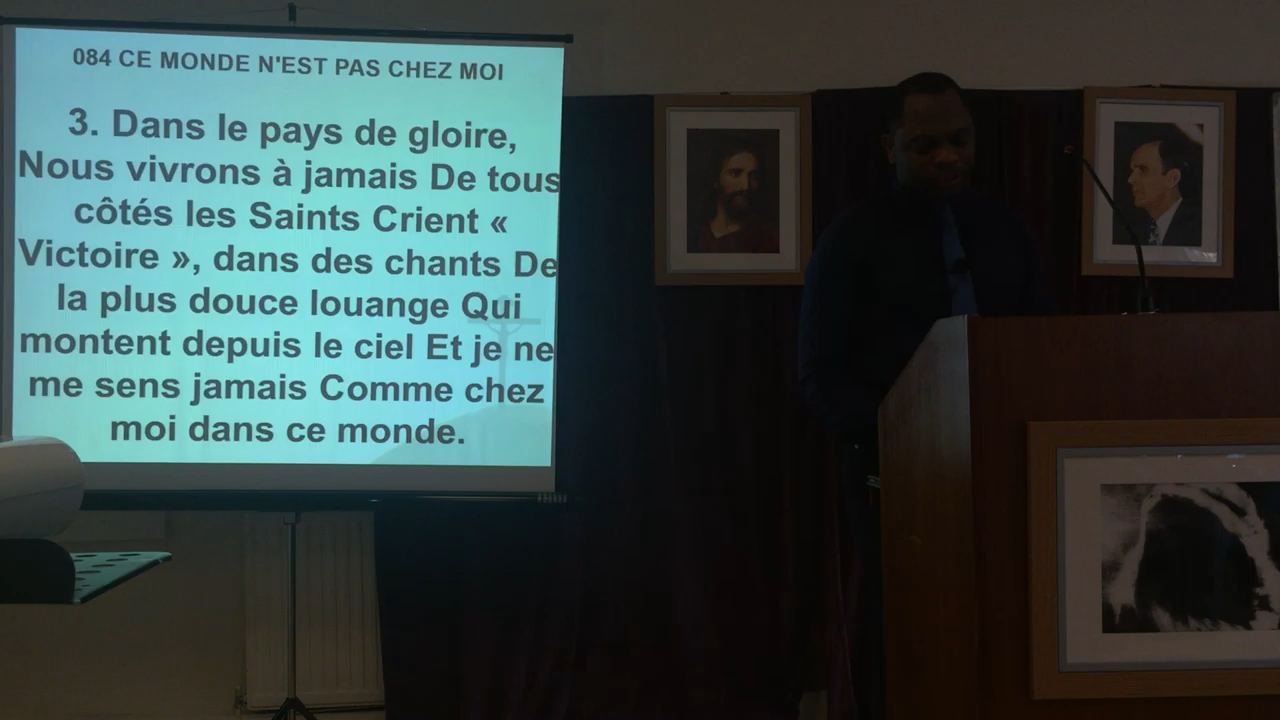 084 CE MONDE N'EST PAS CHEZ MOI
3. Dans le pays de gloire,
Nous vivrons à jamais De tous
côtés les Saints Crient «
Victoire », dans des chants De
la plus douce louange Qui
montent depuis le ciel Et je ne
me sens jamais Comme chez
moi dans ce monde.